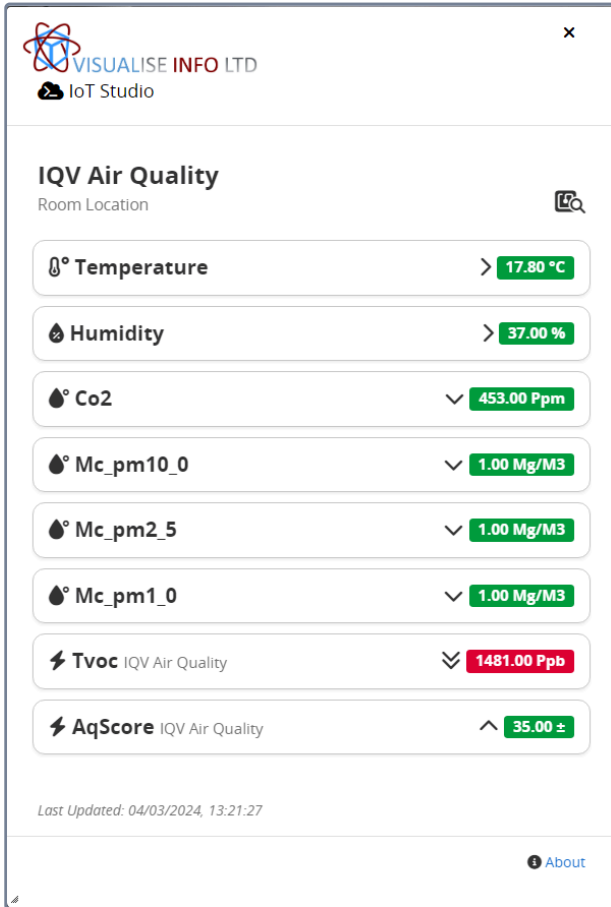 ×
VISUALISE INFO LTD
IoT Studio
IQV Air Quality
Room Location
Temperature 17.80 °C
Humidity 37.00 %
Co2 453.00 Ppm
Mc_pm10_0 1.00 Mg/M3
Mc_pm2_5 1.00 Mg/M3
Mc_pm1_0 1.00 Mg/M3
Tvoc IQV Air Quality 1481.00 Ppb
AqScore IQV Air Quality 35.00 ±
Last Updated: 04/03/2024, 13:21:27
About